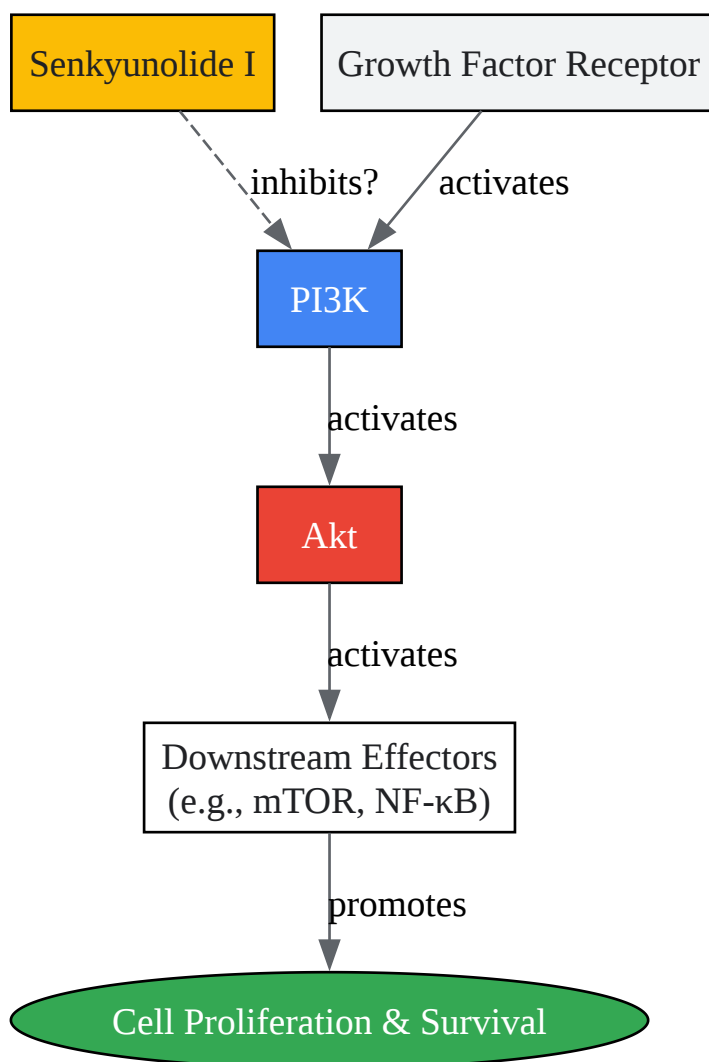 Senkyunolide I
Growth Factor Receptor
inhibits?
activates
PI3K
activates
Akt
activates
Downstream Effectors
(e.g., mTOR, NF-κB)
promotes
Cell Proliferation & Survival